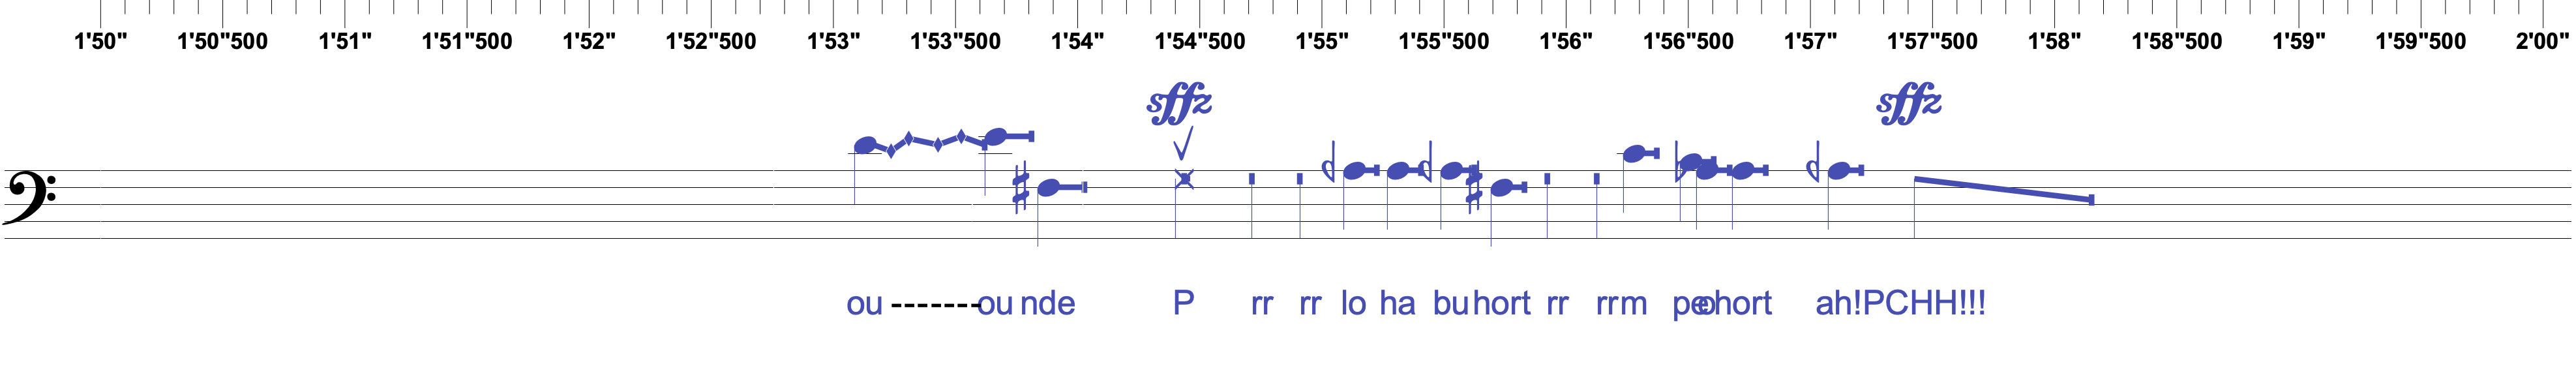 1'50" 1'50"500 1'51" 1'51"500 1'52" 1'52"500 1'53" 1'53"500 1'54" 1'54"500 1'55" 1'55"500 1'56" 1'56"500 1'57" 1'57"500 1'58" 1'58"500 1'59" 1'59"500 2'00"
sffz sffz
ou -------ou nde P rr rr lo ha bu hort rr rrm pe hort ah!PCHH!!!